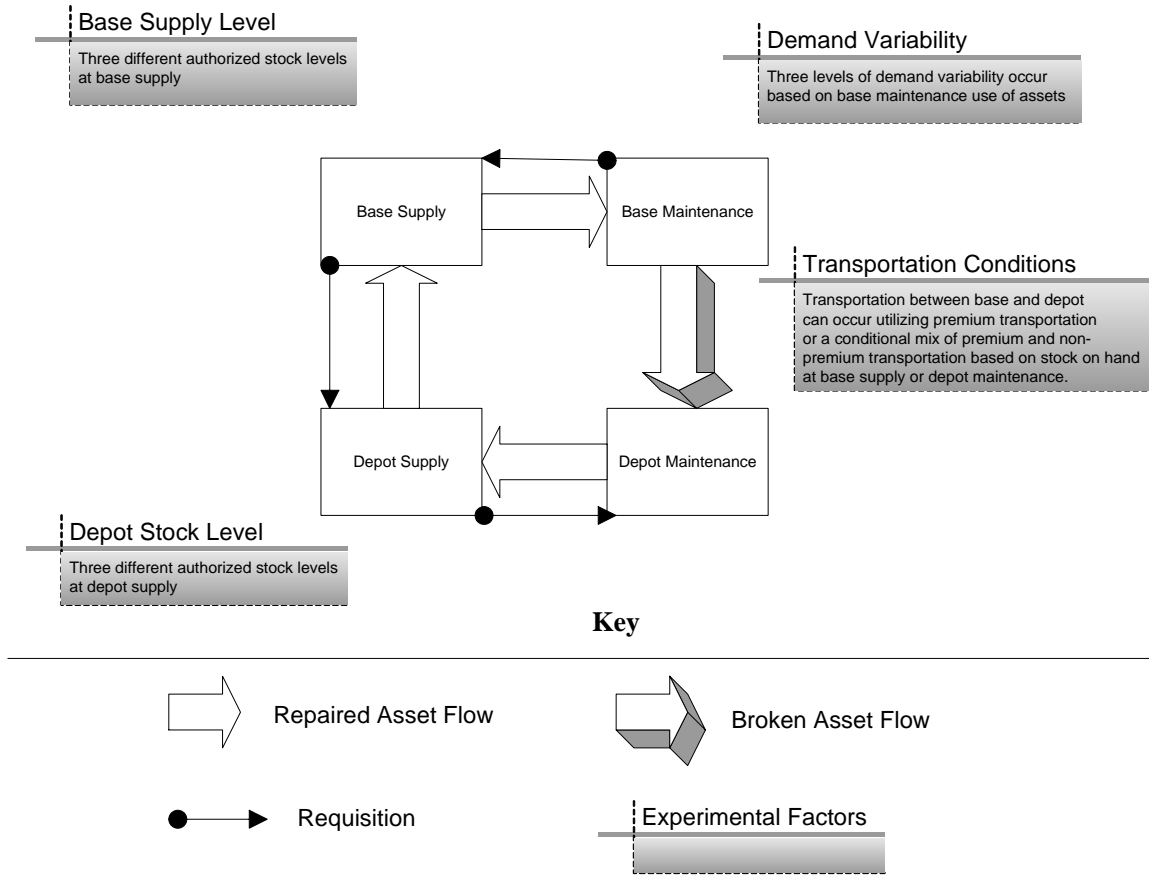 Base Supply Level
Three different authorized stock levels
at base supply
Demand Variability
Three levels of demand variability occur
based on base maintenance use of assets
Base Supply
Base Maintenance
Transportation Conditions
Transportation between base and depot
can occur utilizing premium transportation
or a conditional mix of premium and non-
premium transportation based on stock on hand
at base supply or depot maintenance.
Depot Supply
Depot Maintenance
Depot Stock Level
Three different authorized stock levels
at depot supply
Key
Repaired Asset Flow
Broken Asset Flow
Requisition
Experimental Factors